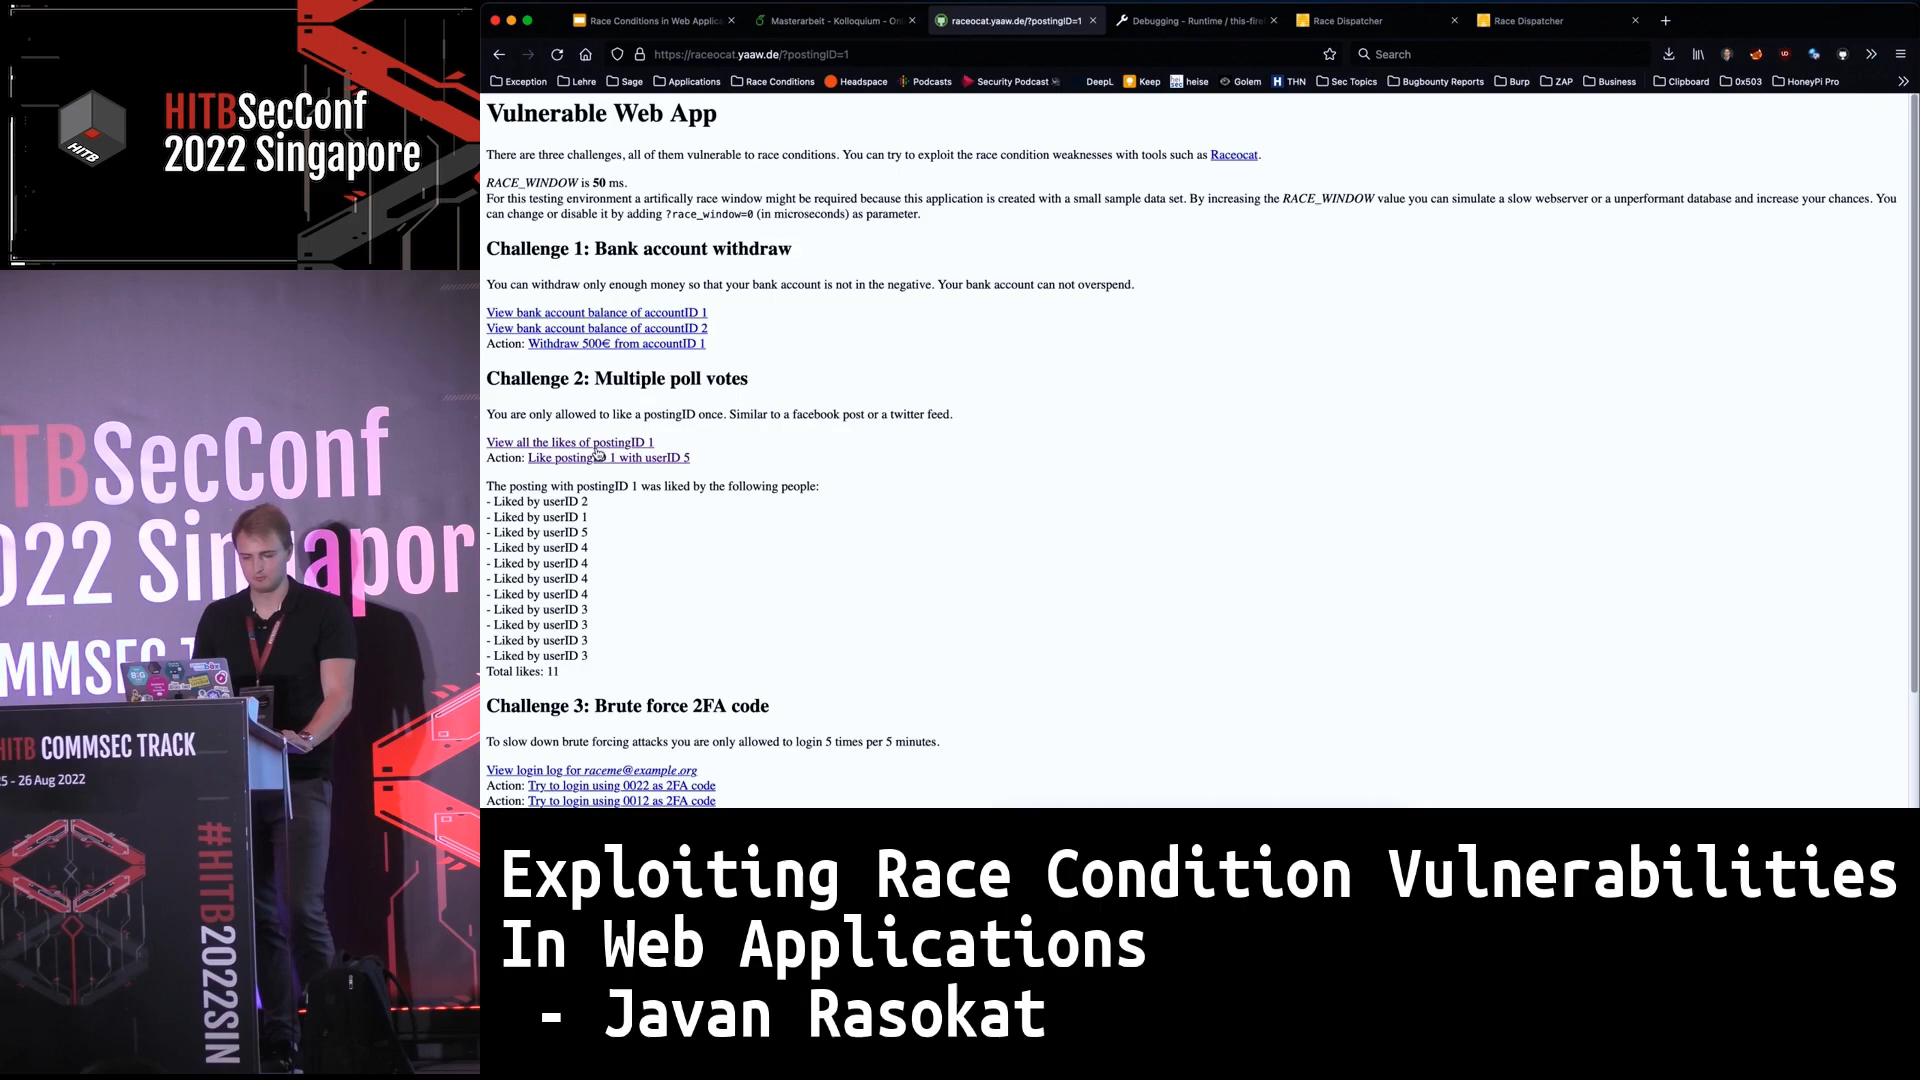 HITBSecConf
2022 Singapore
HITB
Race Conditions in Web Applica
Masterarbeit - Kolloquium - On
raceocat.yaaw.de/?postingID=1
Debugging - Runtime / this-firef
Race Dispatcher
Race Dispatcher
https://raceocat.yaaw.de/?postingID=1
Search
Exception
Lehre
Sage
Applications
Race Conditions
Headspace
Podcasts
Security Podcast
DeepL
Keep
heise
Golem
THN
Sec Topics
Bugbounty Reports
Burp
ZAP
Business
Clipboard
0x503
HoneyPi Pro
Vulnerable Web App
There are three challenges, all of them vulnerable to race conditions. You can try to exploit the race condition weaknesses with tools such as Raceocat.
RACE_WINDOW is 50 ms.
For this testing environment a artifically race window might be required because this application is created with a small sample data set. By increasing the RACE_WINDOW value you can simulate a slow webserver or a unperformant database and increase your chances. You
can change or disable it by adding ?race_window=0 (in microseconds) as parameter.
Challenge 1: Bank account withdraw
You can withdraw only enough money so that your bank account is not in the negative. Your bank account can not overspend.
View bank account balance of accountID 1
View bank account balance of accountID 2
Action: Withdraw 500€ from accountID 1
Challenge 2: Multiple poll votes
You are only allowed to like a postingID once. Similar to a facebook post or a twitter feed.
View all the likes of postingID 1
Action: Like postingID 1 with userID 5
The posting with postingID 1 was liked by the following people:
- Liked by userID 2
- Liked by userID 1
- Liked by userID 5
- Liked by userID 4
- Liked by userID 4
- Liked by userID 4
- Liked by userID 4
- Liked by userID 3
- Liked by userID 3
- Liked by userID 3
- Liked by userID 3
Total likes: 11
Challenge 3: Brute force 2FA code
To slow down brute forcing attacks you are only allowed to login 5 times per 5 minutes.
View login log for raceme@example.org
Action: Try to login using 0022 as 2FA code
Action: Try to login using 0012 as 2FA code
TBSecConf
022 Singapor
MMSEC T
HITB COMMSEC TRACK
5 - 26 Aug 2022
#HITB2022SIN
Exploiting Race Condition Vulnerabilities
In Web Applications
- Javan Rasokat